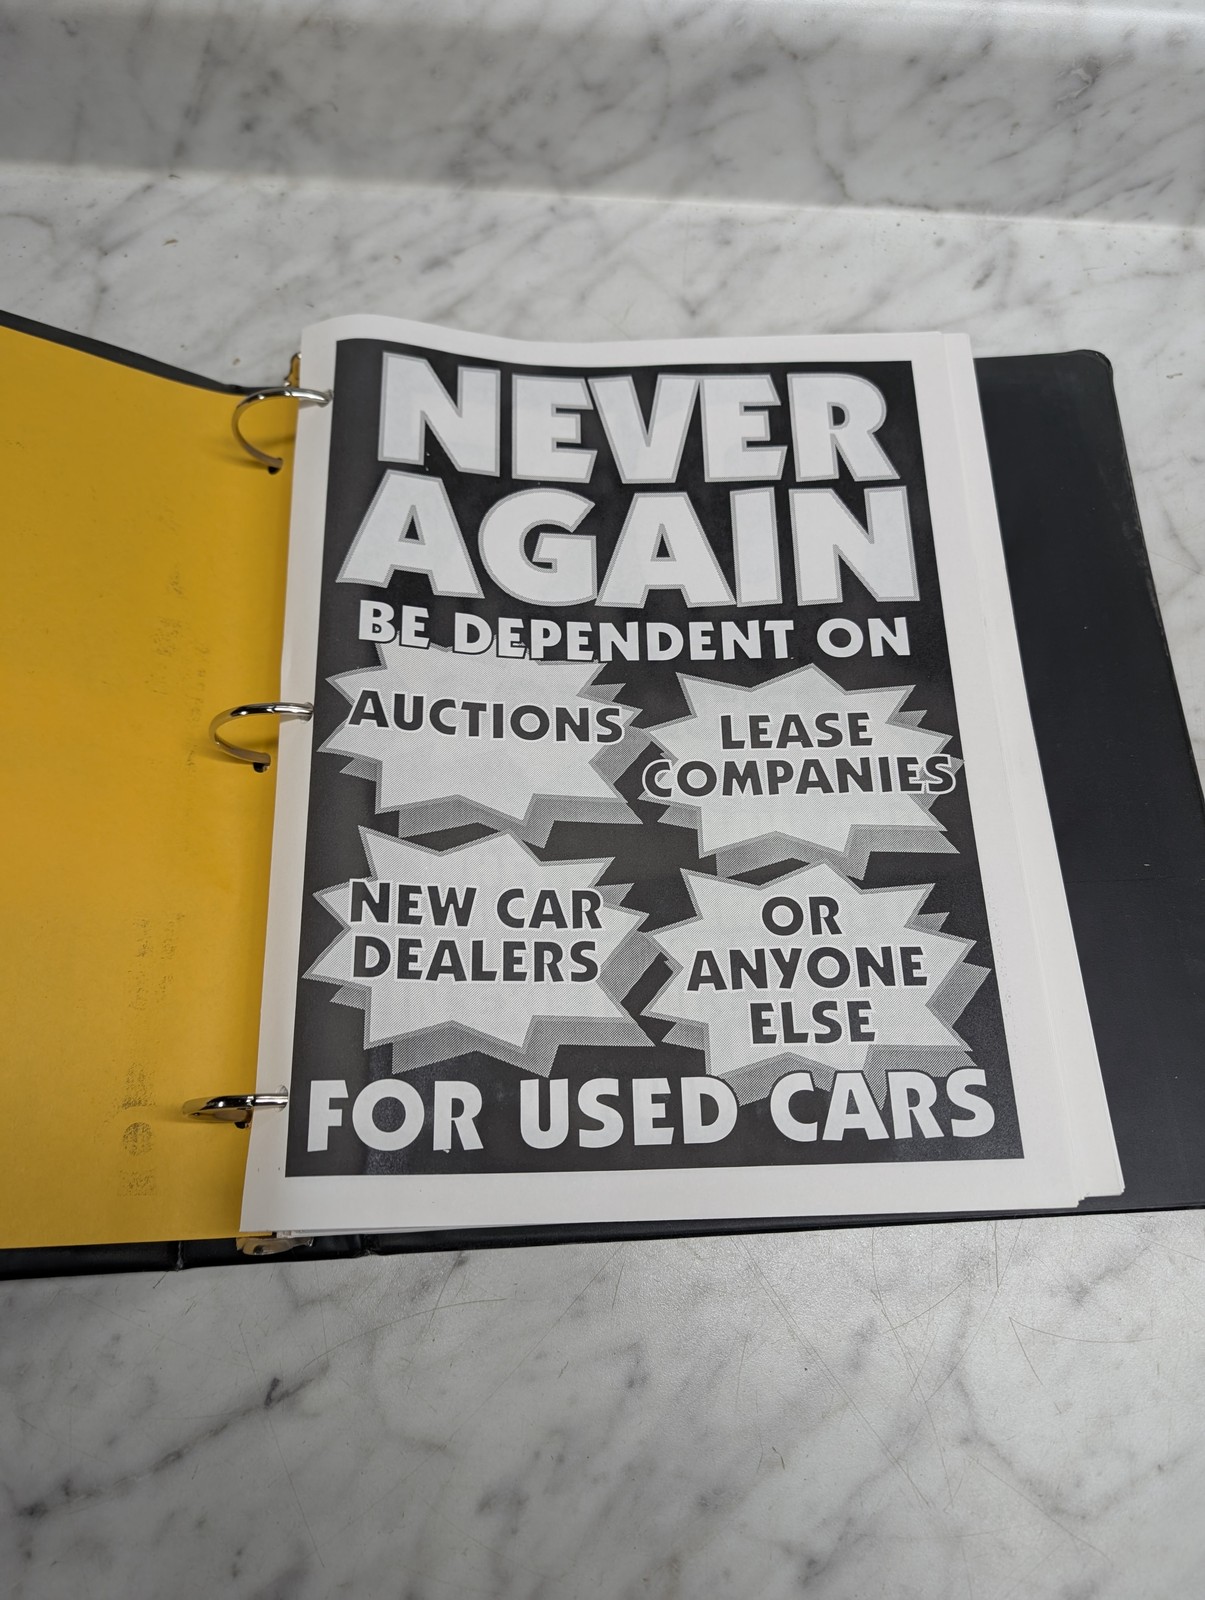 NEVER
AGAIN
BE DEPENDENT ON
AUCTIONS
LEASE
COMPANIES
NEW CAR
DEALERS
OR
ANYONE
ELSE
FOR USED CARS